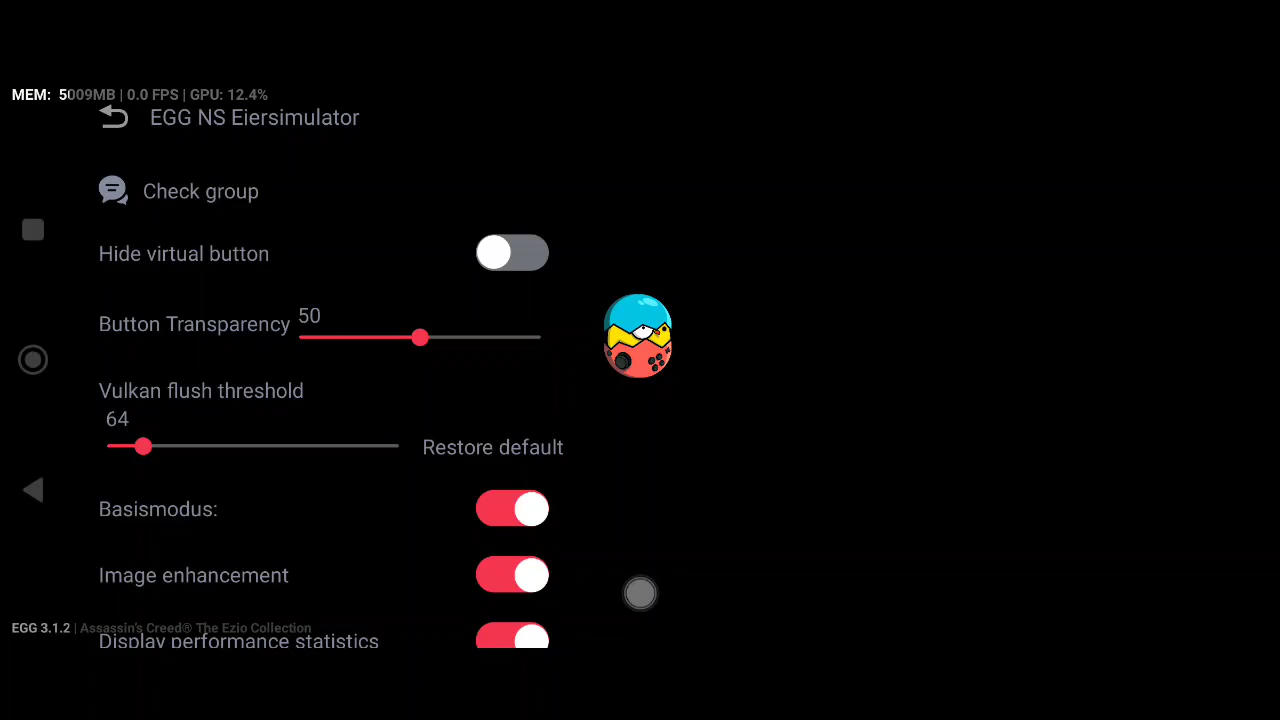 MEM: 5009MB | 0.0 FPS | GPU: 12.4%
EGG NS Eiersimulator
Check group
Hide virtual button
Button Transparency 50
Vulkan flush threshold
64
Restore default
Basismodus:
Image enhancement
EGG 3.1.2 | Assassin's Creed® The Ezio Collection
Display performance statistics